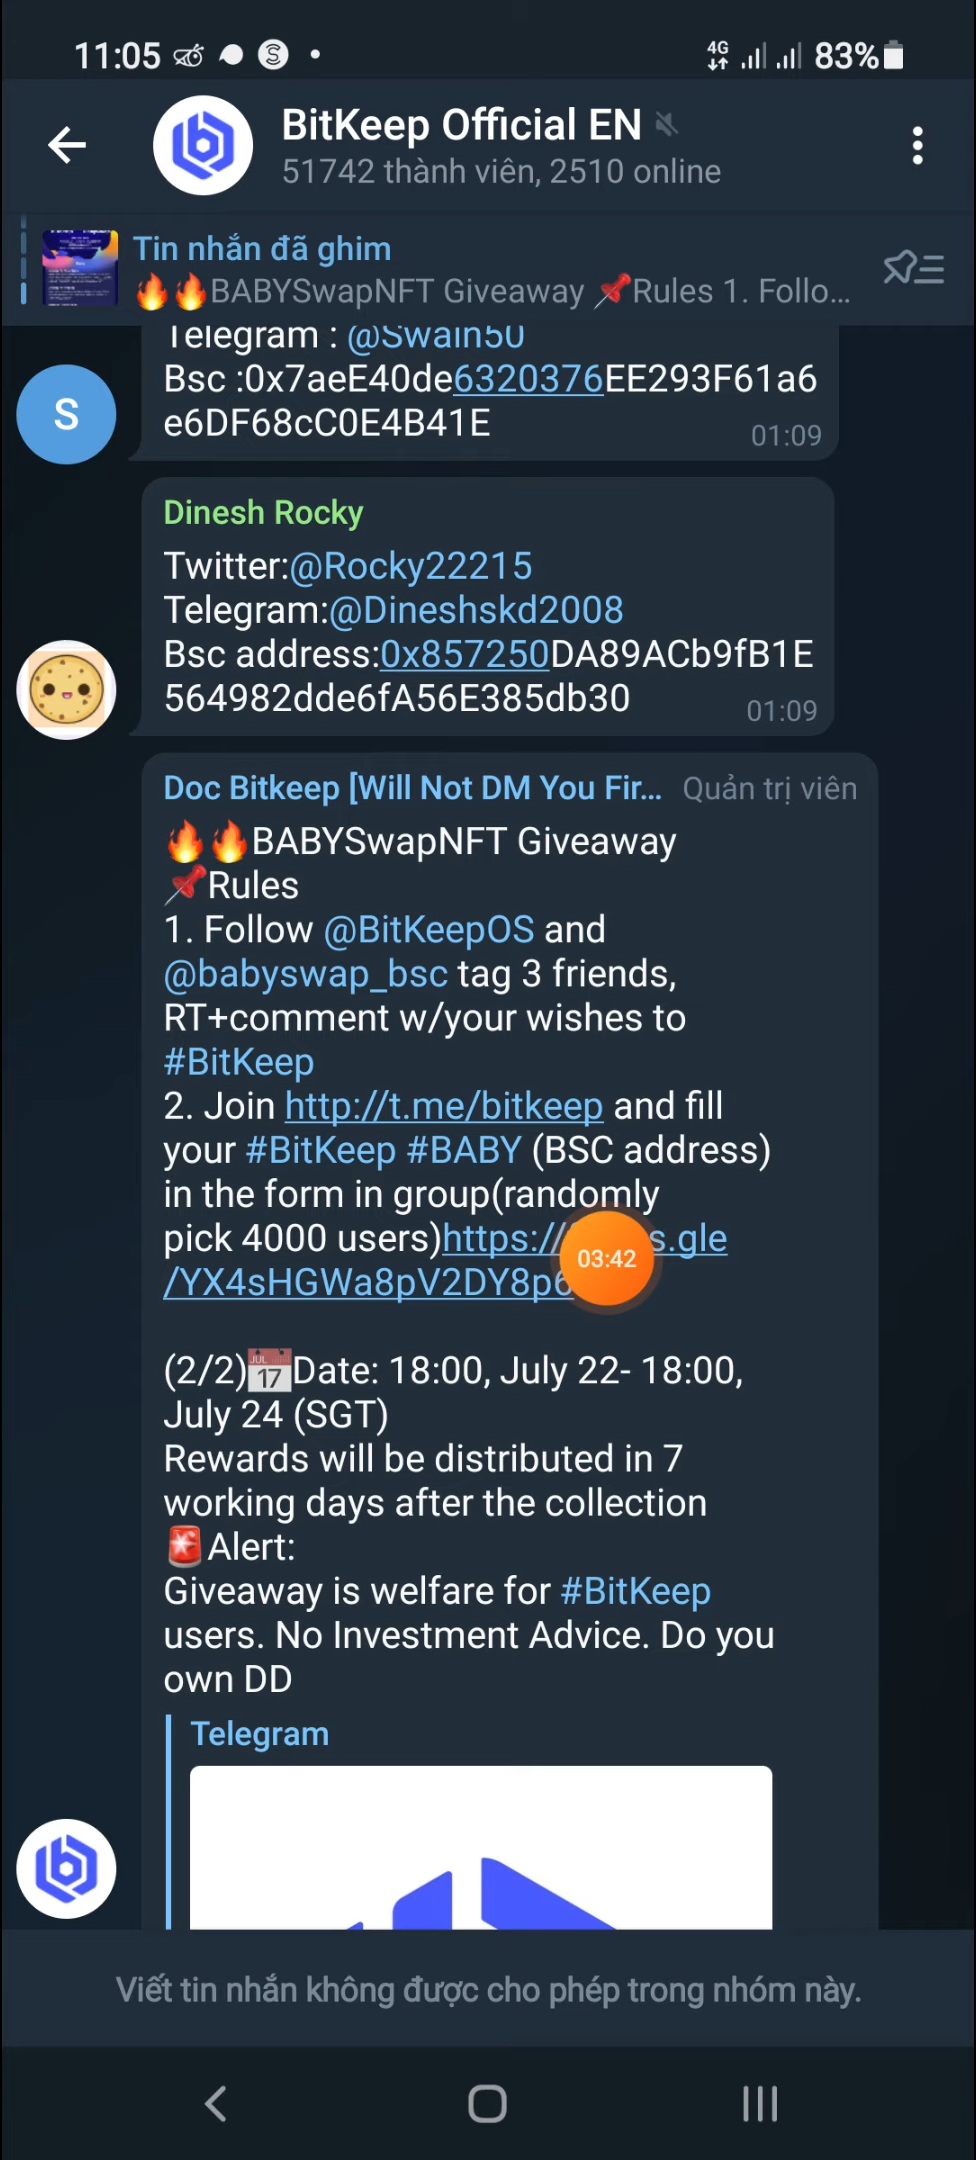 11:05
4G
83%
BitKeep Official EN
51742 thành viên, 2510 online
Tin nhắn đã ghim
🔥🔥BABYSwapNFT Giveaway 📌Rules 1. Follo...
Telegram : @Swain50
S
Bsc :0x7aeE40de6320376EE293F61a6
e6DF68cC0E4B41E
01:09
Dinesh Rocky
Twitter:@Rocky22215
Telegram:@Dineshskd2008
Bsc address:0x857250DA89ACb9fB1E
564982dde6fA56E385db30
01:09
Doc Bitkeep [Will Not DM You Fir... Quản trị viên
🔥🔥BABYSwapNFT Giveaway
📌Rules
1. Follow @BitKeepOS and
@babyswap_bsc tag 3 friends,
RT+comment w/your wishes to
#BitKeep
2. Join http://t.me/bitkeep and fill
your #BitKeep #BABY (BSC address)
in the form in group(randomly
pick 4000 users)https:// s.gle
03:42
/YX4sHGWa8pV2DY8p6
(2/2)📅Date: 18:00, July 22- 18:00,
July 24 (SGT)
Rewards will be distributed in 7
working days after the collection
🚨Alert:
Giveaway is welfare for #BitKeep
users. No Investment Advice. Do you
own DD
Telegram
Viết tin nhắn không được cho phép trong nhóm này.